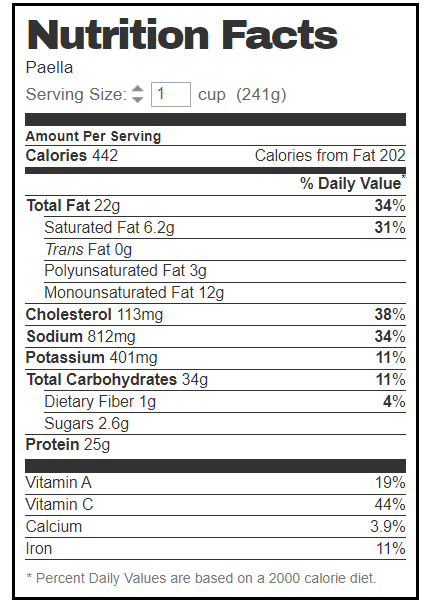 Nutrition Facts
Paella
Serving Size: 1 cup (241g)
Amount Per Serving
Calories 442 Calories from Fat 202
% Daily Value*
Total Fat 22g 34%
Saturated Fat 6.2g 31%
Trans Fat 0g
Polyunsaturated Fat 3g
Monounsaturated Fat 12g
Cholesterol 113mg 38%
Sodium 812mg 34%
Potassium 401mg 11%
Total Carbohydrates 34g 11%
Dietary Fiber 1g 4%
Sugars 2.6g
Protein 25g
Vitamin A 19%
Vitamin C 44%
Calcium 3.9%
Iron 11%
* Percent Daily Values are based on a 2000 calorie diet.